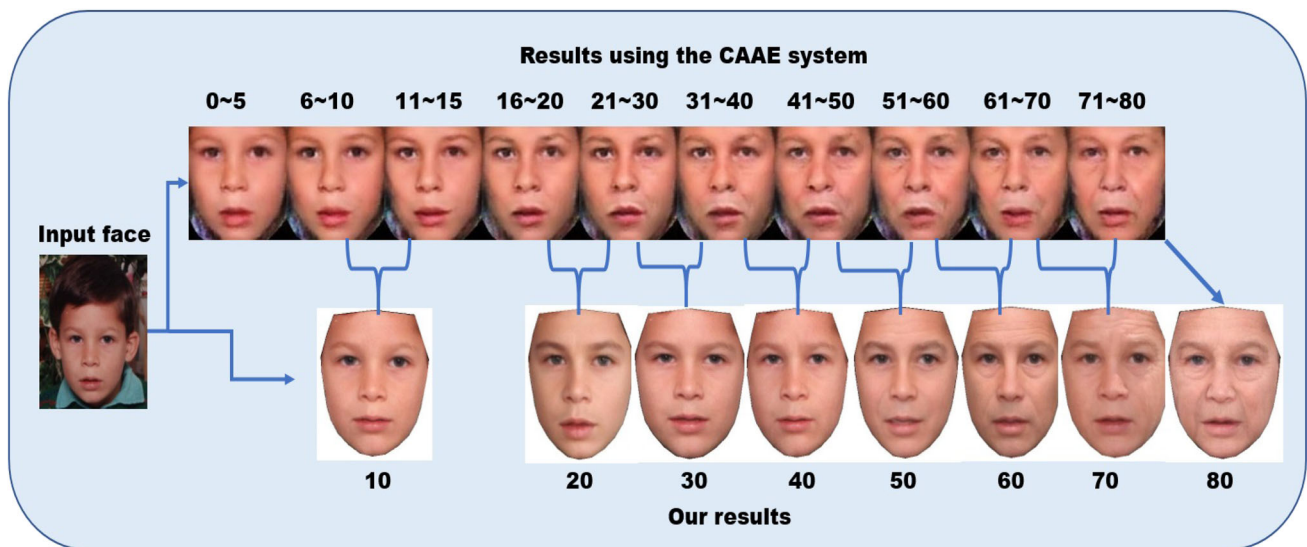 Results using the CAAE system
0~5 6~10 11~15 16~20 21~30 31~40 41~50 51~60 61~70 71~80
Input face
10 20 30 40 50 60 70 80
Our results